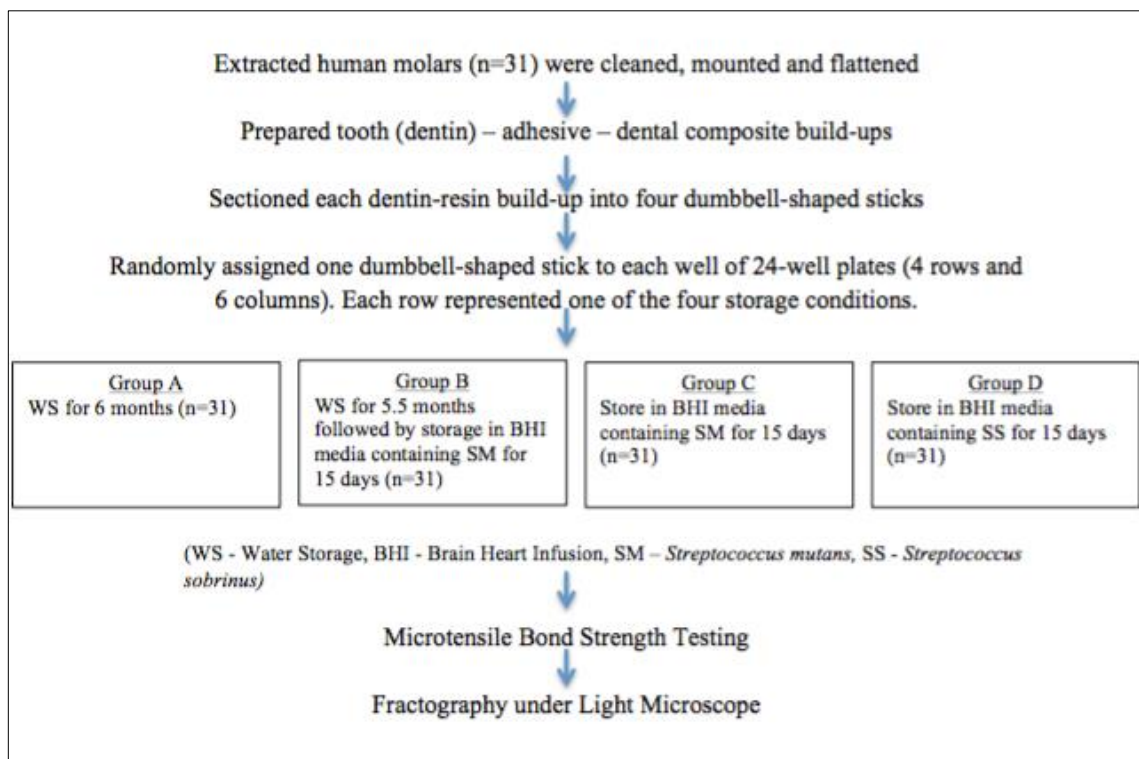 Extracted human molars (n=31) were cleaned, mounted and flattened
Prepared tooth (dentin) – adhesive – dental composite build-ups
Sectioned each dentin-resin build-up into four dumbbell-shaped sticks
Randomly assigned one dumbbell-shaped stick to each well of 24-well plates (4 rows and
6 columns). Each row represented one of the four storage conditions.
Group A
WS for 6 months (n=31)
Group B
WS for 5.5 months
followed by storage in BHI
media containing SM for
15 days (n=31)
Group C
Store in BHI media
containing SM for 15 days
(n=31)
Group D
Store in BHI media
containing SS for 15 days
(n=31)
(WS - Water Storage, BHI - Brain Heart Infusion, SM – Streptococcus mutans, SS - Streptococcus
sobrinus)
Microtensile Bond Strength Testing
Fractography under Light Microscope